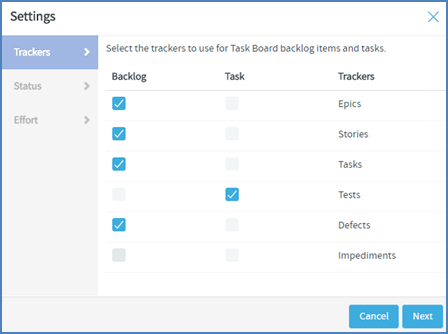 Settings
Trackers
Status
Effort
Select the trackers to use for Task Board backlog items and tasks.
Backlog Task Trackers
Epics
Stories
Tasks
Tests
Defects
Impediments
Cancel Next